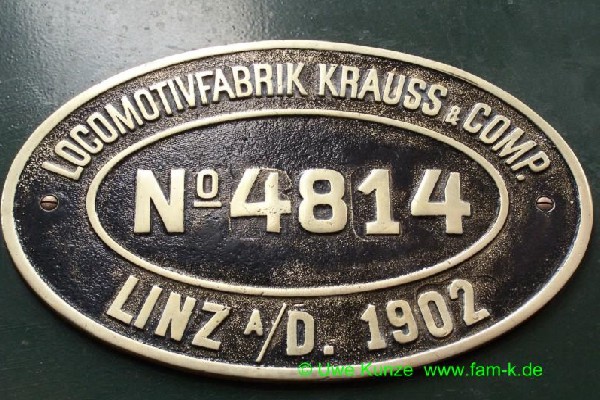 LOCOMOTIVFABRIK KRAUSS & COMP.
No 4814
LINZ A/D. 1902
© Uwe Kunze www.fam-k.de